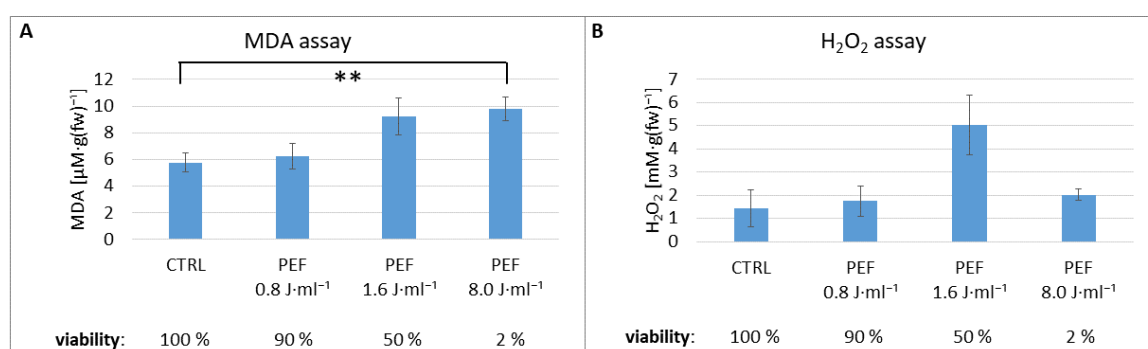 A
MDA assay
**
MDA [µM·g(fw)⁻¹]
12
10
8
6
4
2
0
CTRL PEF PEF PEF
0.8 J·ml⁻¹ 1.6 J·ml⁻¹ 8.0 J·ml⁻¹
viability: 100 % 90 % 50 % 2 %
B
H₂O₂ assay
H₂O₂ [mM·g(fw)⁻¹]
7
6
5
4
3
2
1
0
CTRL PEF PEF PEF
0.8 J·ml⁻¹ 1.6 J·ml⁻¹ 8.0 J·ml⁻¹
viability: 100 % 90 % 50 % 2 %